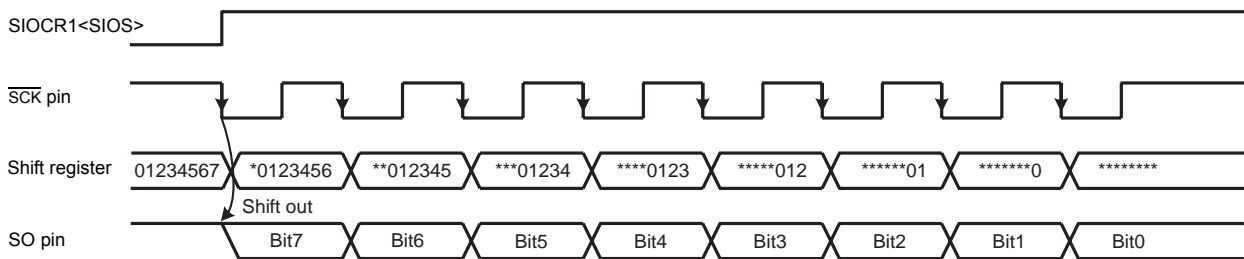 SIOCR1<SIOS>
SCK pin
Shift register 01234567 *0123456 **012345 ***01234 ****0123 *****012 ******01 *******0 ********
Shift out
SO pin Bit7 Bit6 Bit5 Bit4 Bit3 Bit2 Bit1 Bit0